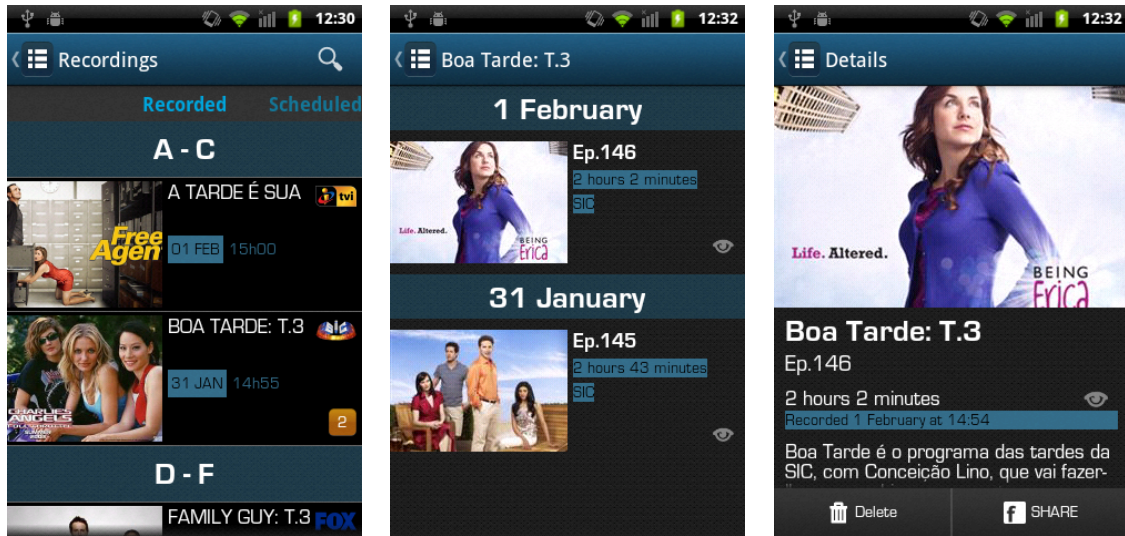 12:30
Recordings
Recorded Scheduled
A - C
Free
Agen
A TARDE É SUA
tvi
01 FEB 15h00
CHARLIE'S
ANGELS
BOA TARDE: T.3
SIC
31 JAN 14h55
2
D - F
FAMILY GUY: T.3
FOX
12:32
Boa Tarde: T.3
1 February
Life. Altered.
BEING
Erica
Ep.146
2 hours 2 minutes
SIC
31 January
Ep.145
2 hours 43 minutes
SIC
12:32
Details
Life. Altered.
BEING
Erica
Boa Tarde: T.3
Ep.146
2 hours 2 minutes
Recorded 1 February at 14:54
Boa Tarde é o programa das tardes da
SIC, com Conceição Lino, que vai fazer-
Delete
f SHARE